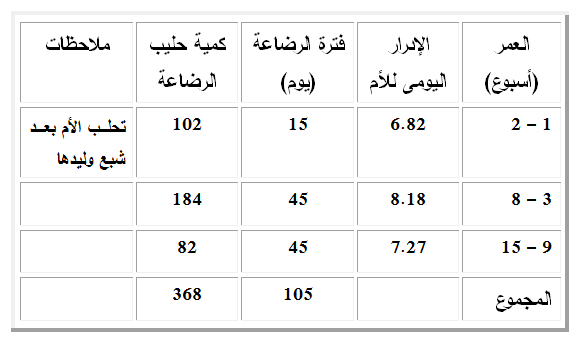 العمر (أسبوع) الإدرار اليومى للأم فترة الرضاعة (يوم) كمية حليب الرضاعة ملاحظات
1 – 2 6.82 15 102 تحلب الأم بعد شبع وليدها
3 – 8 8.18 45 184
9 – 15 7.27 45 82
المجموع 105 368